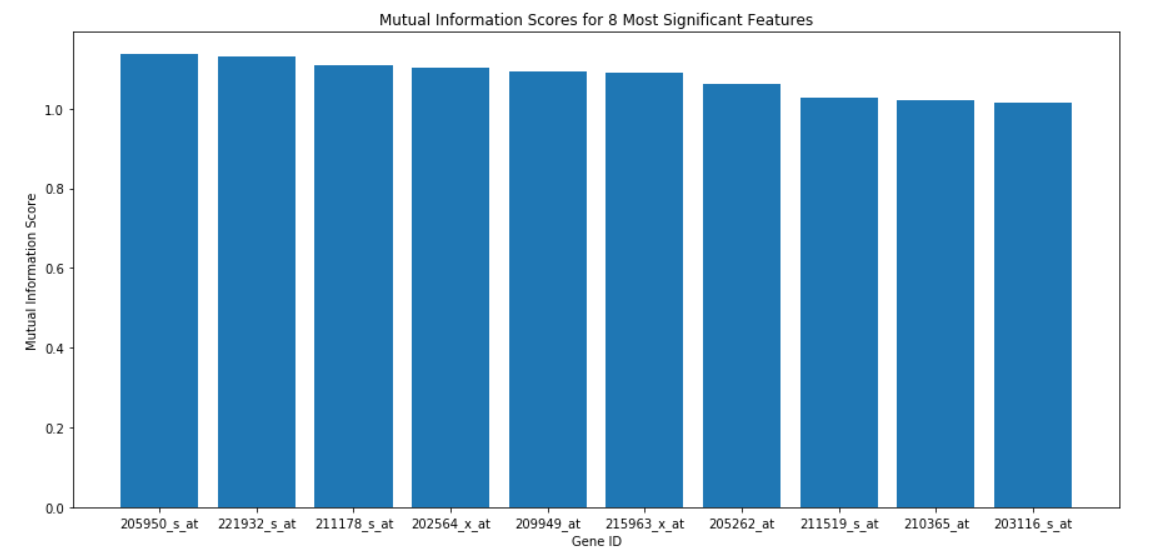 Mutual Information Scores for 8 Most Significant Features
Mutual Information Score
1.0
0.8
0.6
0.4
0.2
0.0
205950_s_at 221932_s_at 211178_s_at 202564_x_at 209949_at 215963_x_at 205262_at 211519_s_at 210365_at 203116_s_at
Gene ID